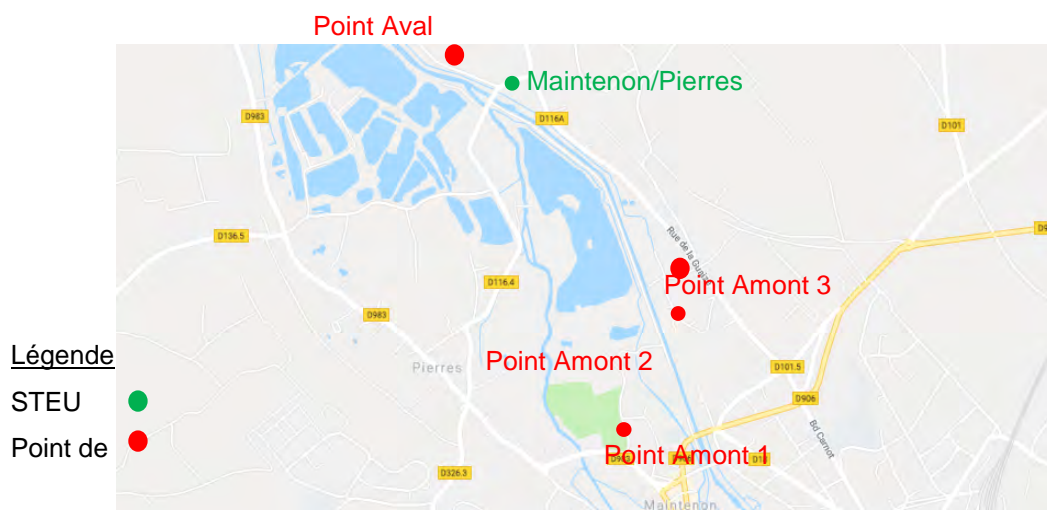 Point Aval
Maintenon/Pierres
D983
D116A
D101
D136.5
Rue de la
Point Amont 3
D116.4
D983
Légende
Point Amont 2
Pierres
D101.5
STEU
D906
Bd Carnot
Point de
Point Amont 1
D326.3
Maintenon